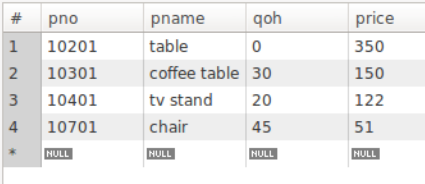 # pno pname qoh price
1 10201 table 0 350
2 10301 coffee table 30 150
3 10401 tv stand 20 122
4 10701 chair 45 51
* NULL NULL NULL NULL